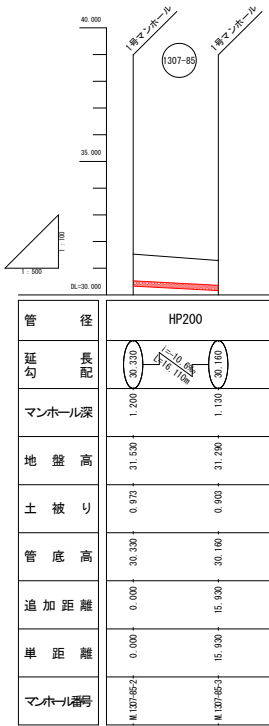 40.000
1号マンホール
1307-85
1号マンホール
35.000
1 : 100
1 : 500
DL=30.000
管 径
HP200
延 長
勾 配
30.330
i=-10.6‰
L=16.110m
30.160
マンホール深
1.200
1.130
地 盤 高
31.530
31.290
土 被 り
0.973
0.903
管 底 高
30.330
30.160
追 加 距 離
0.000
15.930
単 距 離
0.000
15.930
マンホール番号
M.1307-85-2
M.1307-85-3